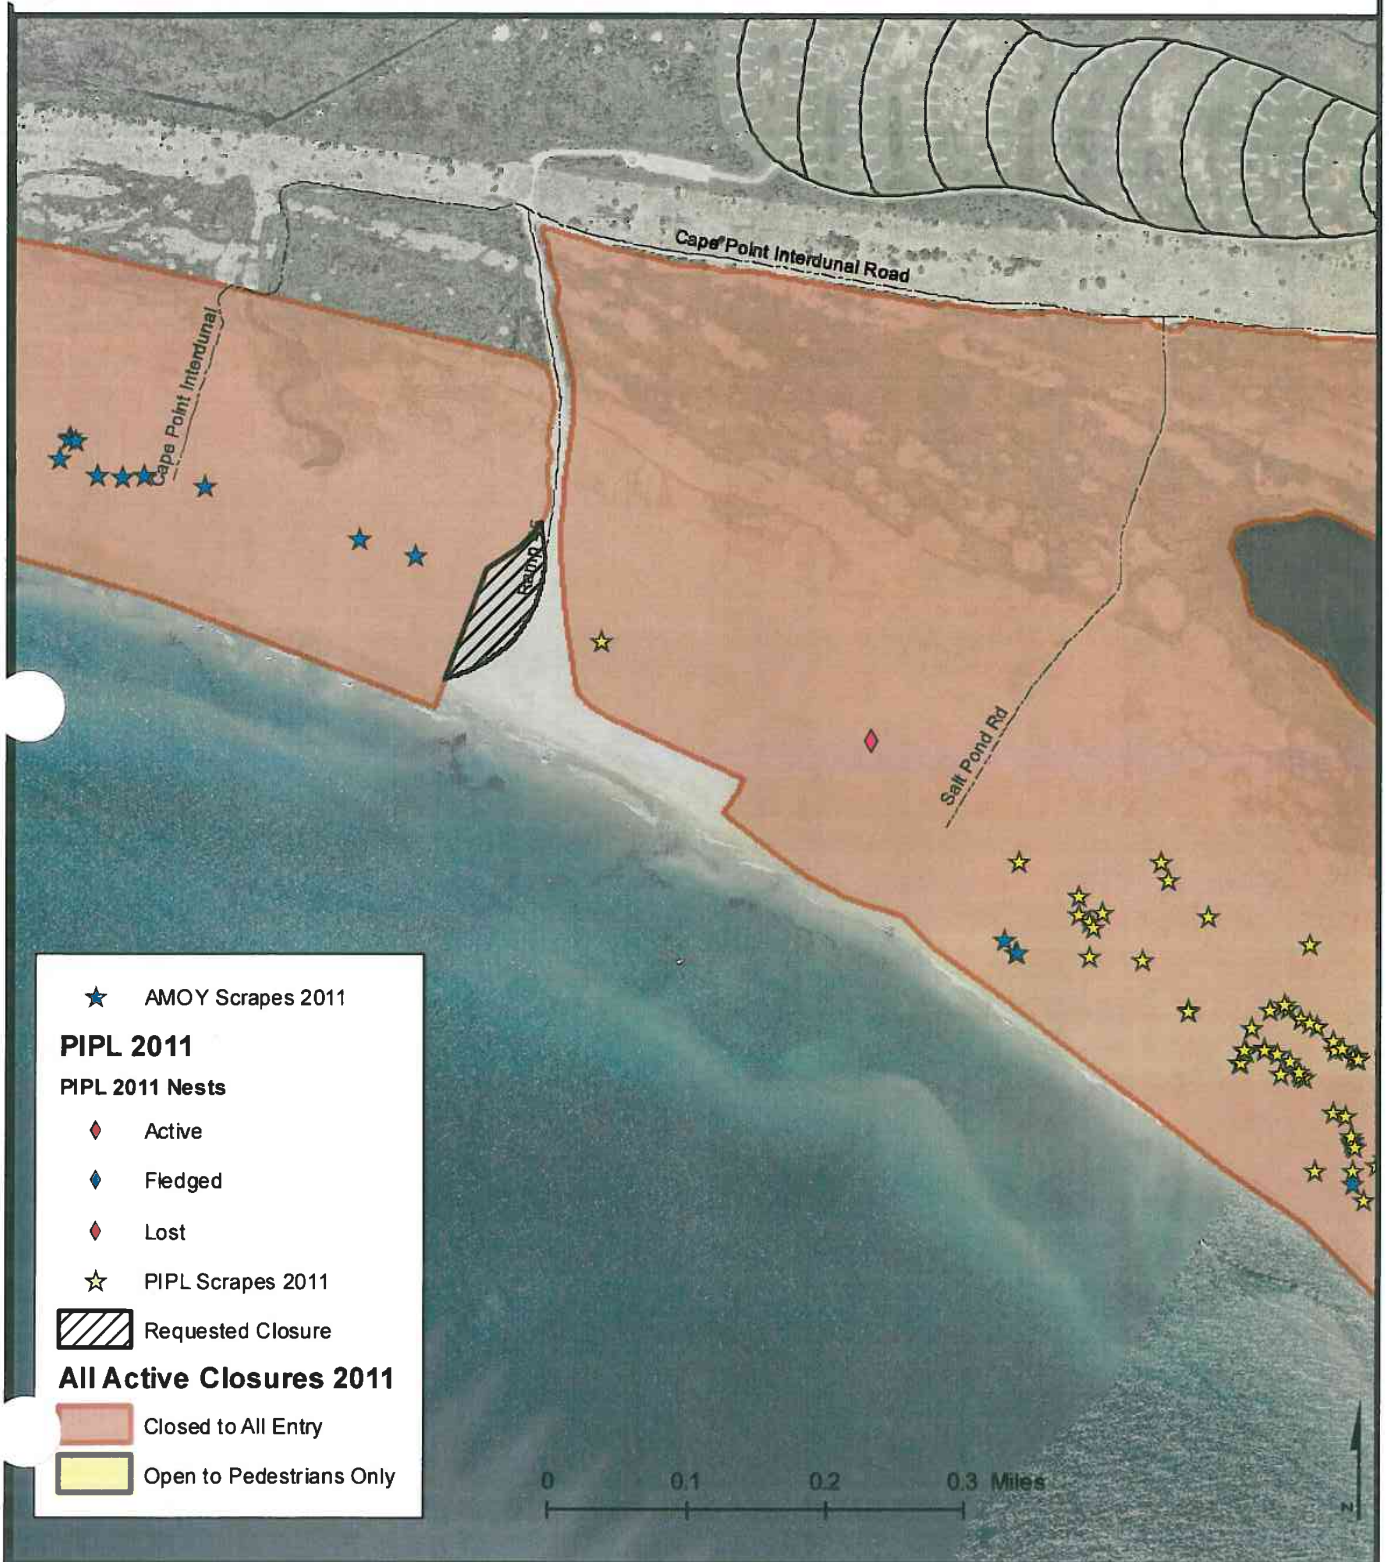 Cape Point Interdunal Road
Cape Point Interdunal
Ramp
Salt Pond Rd
AMOY Scrapes 2011
PIPL 2011
PIPL 2011 Nests
Active
Fledged
Lost
PIPL Scrapes 2011
Requested Closure
All Active Closures 2011
Closed to All Entry
Open to Pedestrians Only
0 0.1 0.2 0.3 Miles
N